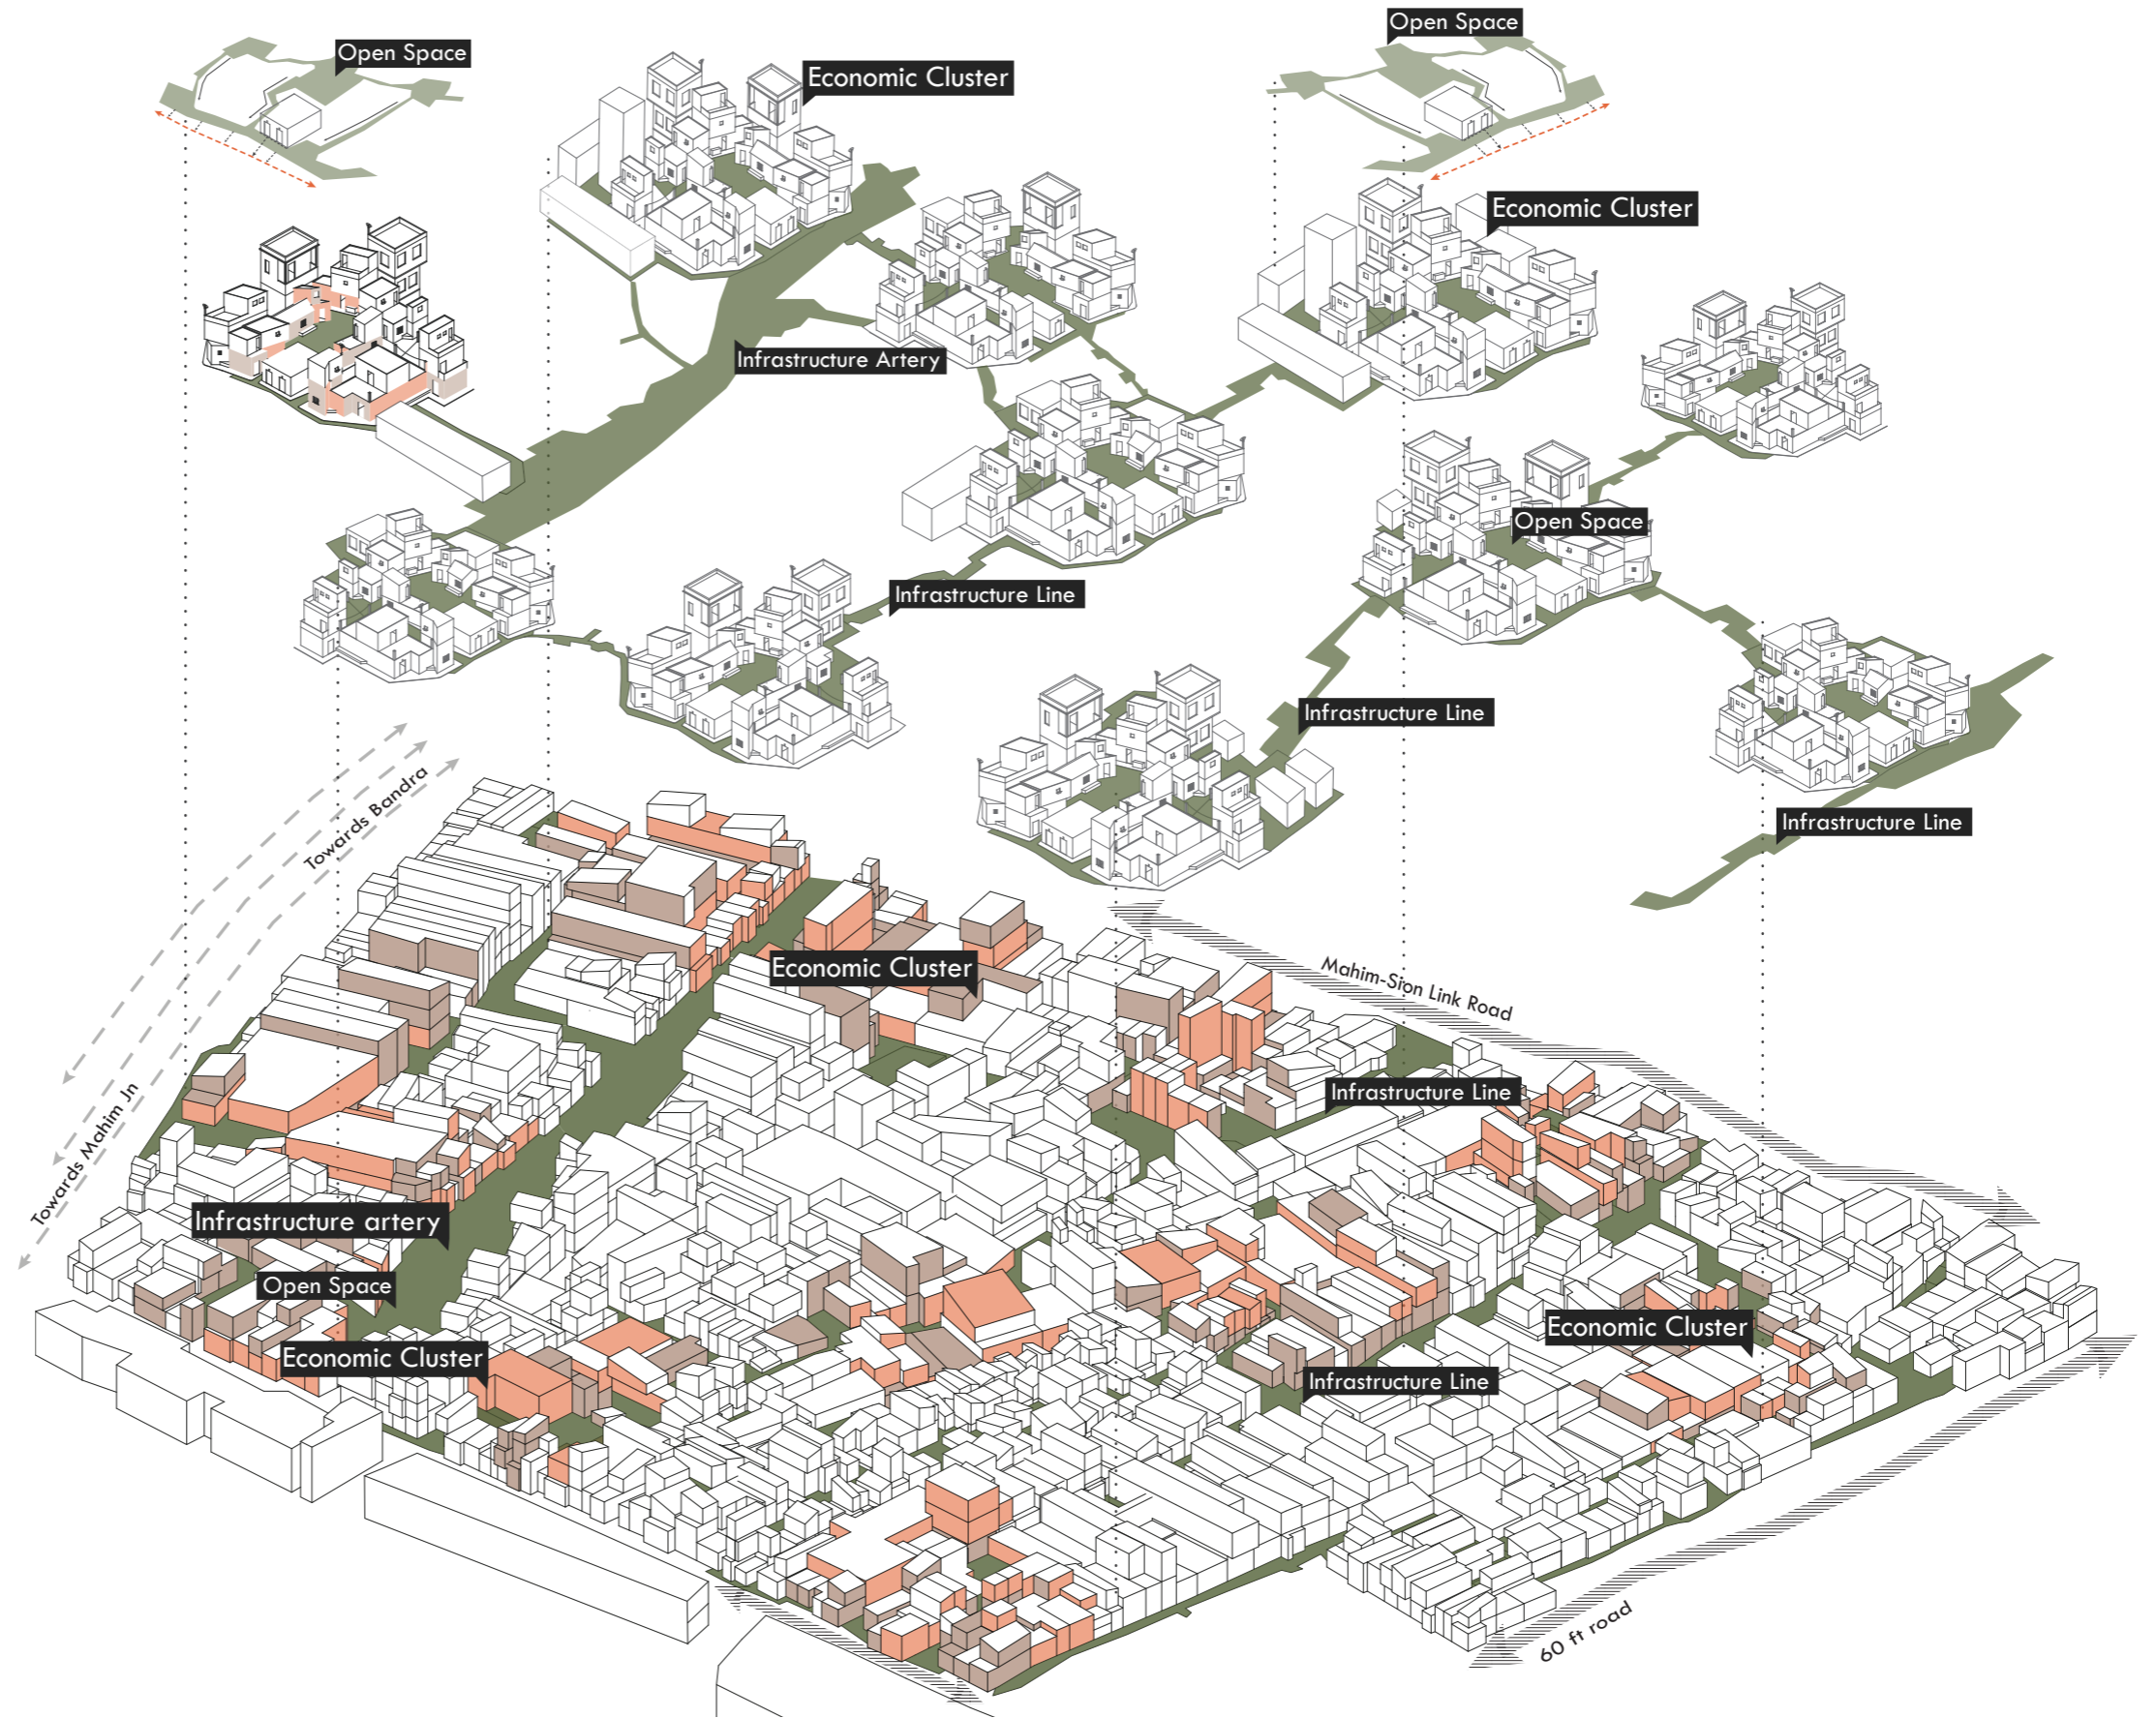 Open Space
Open Space
Economic Cluster
Economic Cluster
Infrastructure Artery
Open Space
Infrastructure Line
Infrastructure Line
Towards Bandra
Infrastructure Line
Economic Cluster
Mahim-Sion Link Road
Infrastructure Line
Towards Mahim Jn
Infrastructure artery
Open Space
Economic Cluster
Economic Cluster
Infrastructure Line
60 ft road